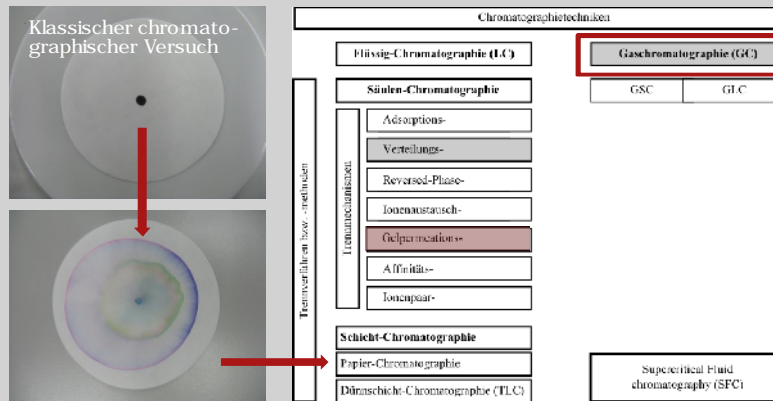 Klassischer chromato-
graphischer Versuch
Chromatographietechniken
Flüssig-Chromatographie (LC)
Gaschromatographie (GC)
Säulen-Chromatographie
GSC
GLC
Trennverfahren bzw. -methoden
Trennmechanismen
Adsorptions-
Verteilungs-
Reversed-Phase-
Ionenaustausch-
Gelpermeations-
Affinitäts-
Ionenpaar-
Schicht-Chromatographie
Papier-Chromatographie
Dünnschicht-Chromatographie (TLC)
Supercritical Fluid
chromatography (SFC)